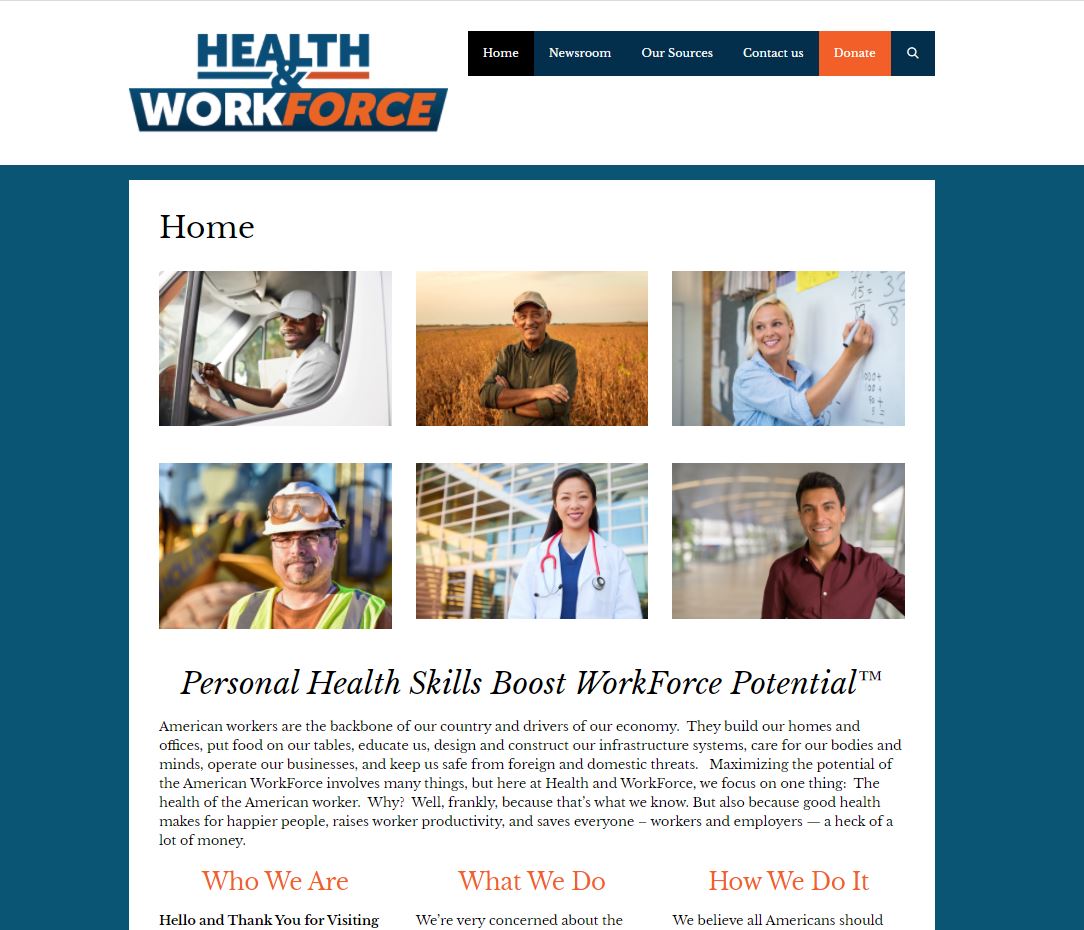 HEALTH
&
WORKFORCE
Home Newsroom Our Sources Contact us Donate
Home
Personal Health Skills Boost WorkForce Potential™
American workers are the backbone of our country and drivers of our economy.  They build our homes and
offices, put food on our tables, educate us, design and construct our infrastructure systems, care for our bodies and
minds, operate our businesses, and keep us safe from foreign and domestic threats.   Maximizing the potential of
the American WorkForce involves many things, but here at Health and WorkForce, we focus on one thing:  The
health of the American worker.  Why?  Well, frankly, because that's what we know. But also because good health
makes for happier people, raises worker productivity, and saves everyone – workers and employers — a heck of a
lot of money.
Who We Are
Hello and Thank You for Visiting
What We Do
We're very concerned about the
How We Do It
We believe all Americans should